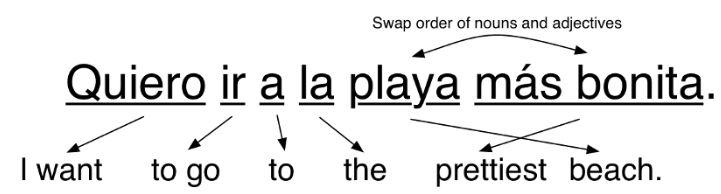 Swap order of nouns and adjectives
Quiero ir a la playa más bonita.
I want to go to the prettiest beach.